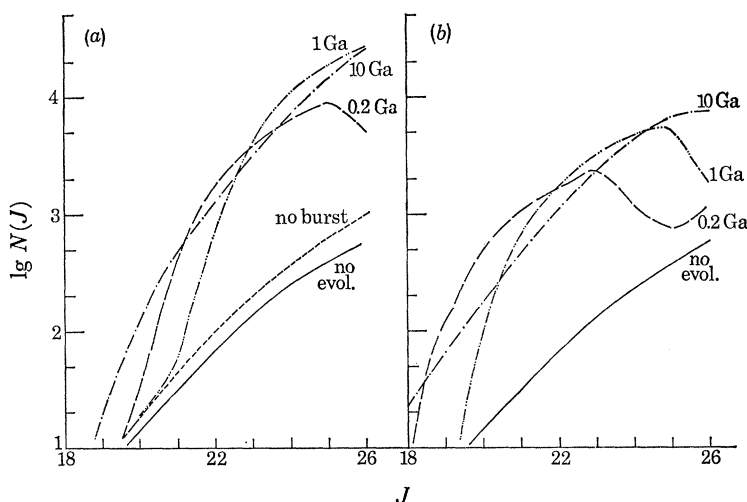 (a)
1 Ga
10 Ga
0.2 Ga
no burst
no
evol.
(b)
10 Ga
1 Ga
0.2 Ga
no
evol.
lg N(J)
4
3
2
1
18
22
26
18
22
26
J